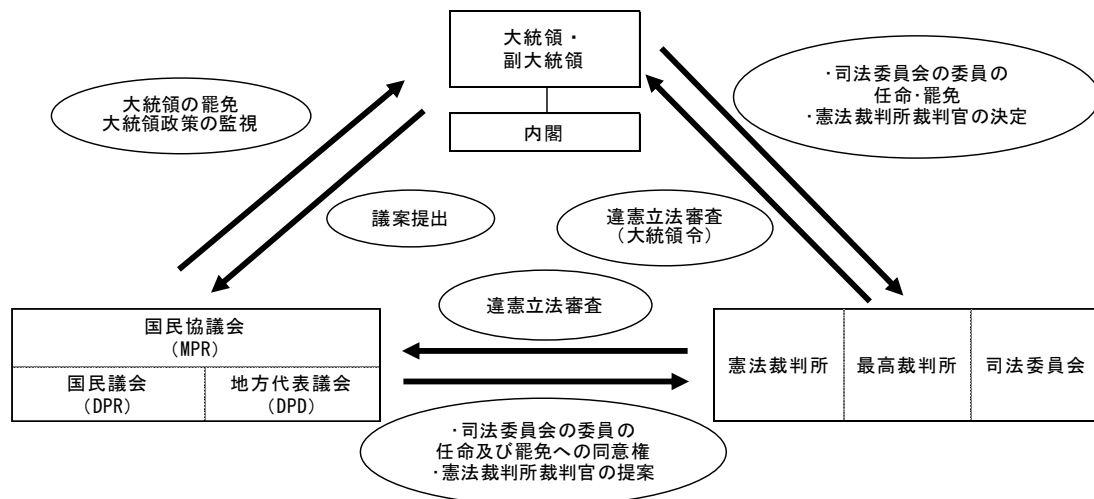 大統領・
副大統領
内閣
大統領の罷免
大統領政策の監視
・司法委員会の委員の
任命・罷免
・憲法裁判所裁判官の決定
議案提出
違憲立法審査
(大統領令)
違憲立法審査
国民協議会
(MPR)
国民議会
(DPR)
地方代表議会
(DPD)
憲法裁判所
最高裁判所
司法委員会
・司法委員会の委員の
任命及び罷免への同意権
・憲法裁判所裁判官の提案